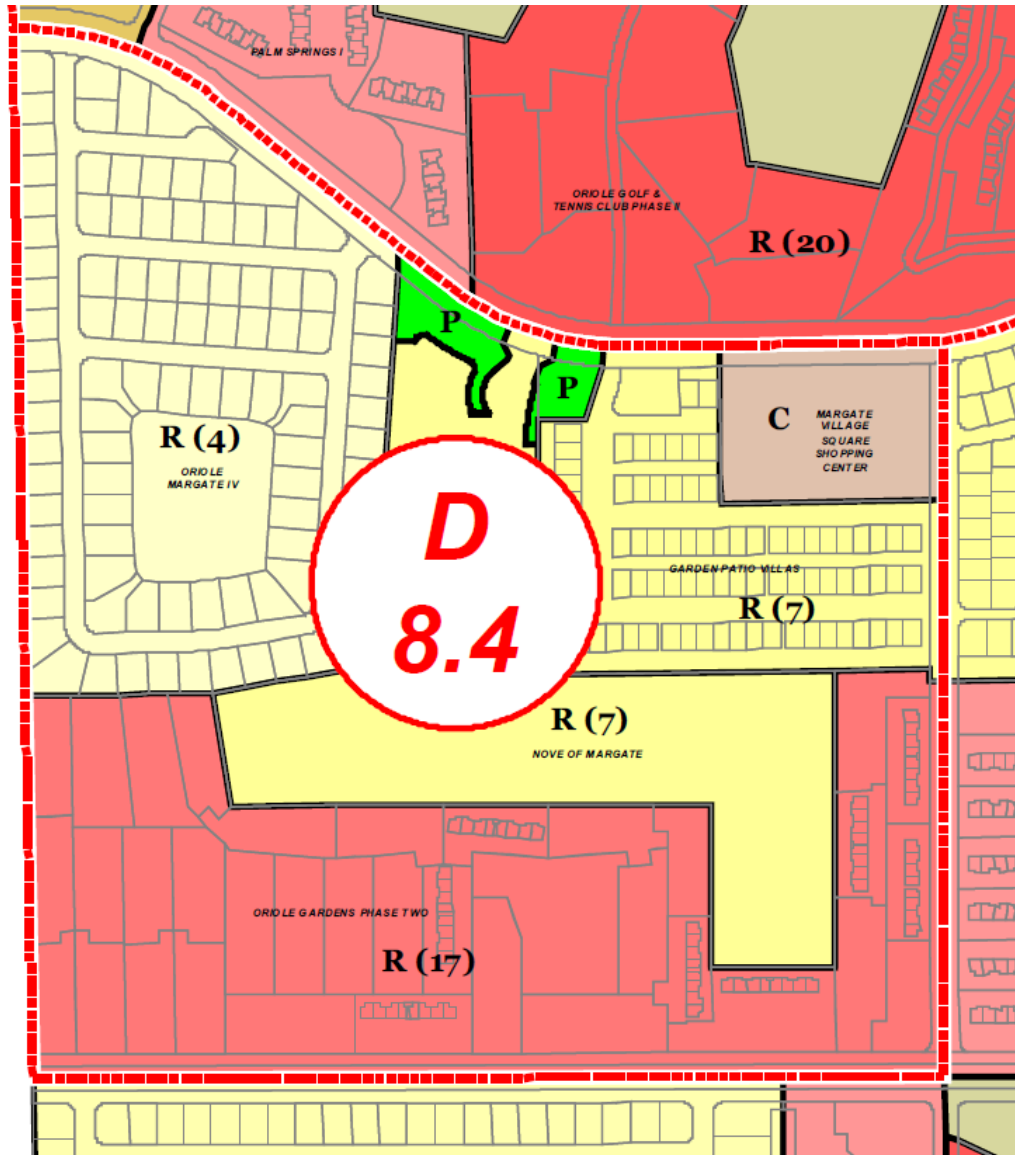 PALM SPRINGS I
ORIOLE GOLF &
TENNIS CLUB PHASE II
R (20)
P
P
C
MARGATE
VILLAGE
SQUARE
SHOPPING
CENTER
R (4)
ORIOLE
MARGATE IV
D
8.4
GARDEN PATIO VILLAS
R (7)
R (7)
NOVE OF MARGATE
ORIOLE GARDENS PHASE TWO
R (17)